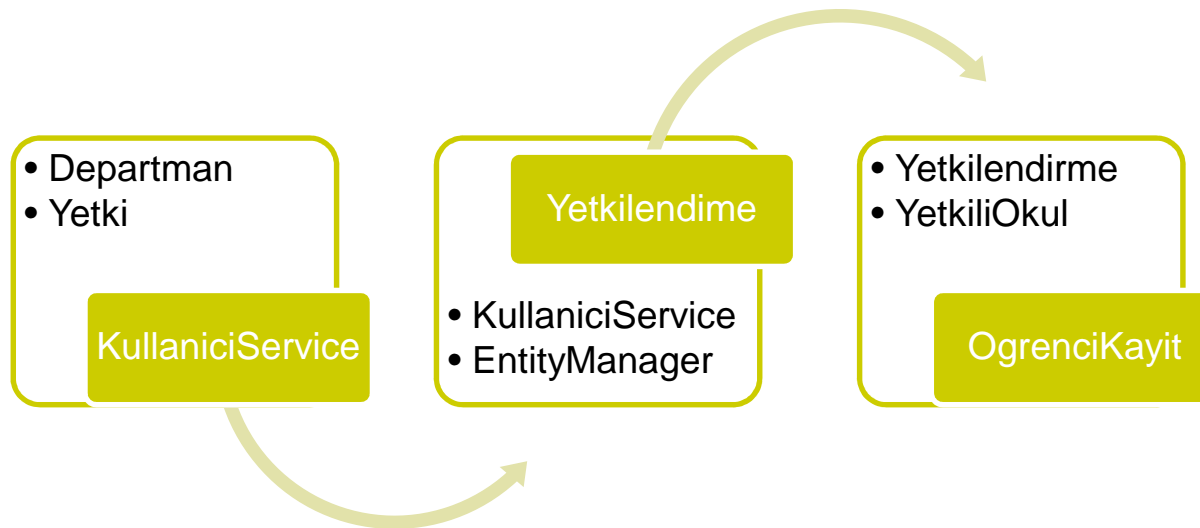 • Departman
• Yetki
KullaniciService
Yetkilendime
• KullaniciService
• EntityManager
• Yetkilendirme
• YetkiliOkul
OgrenciKayit